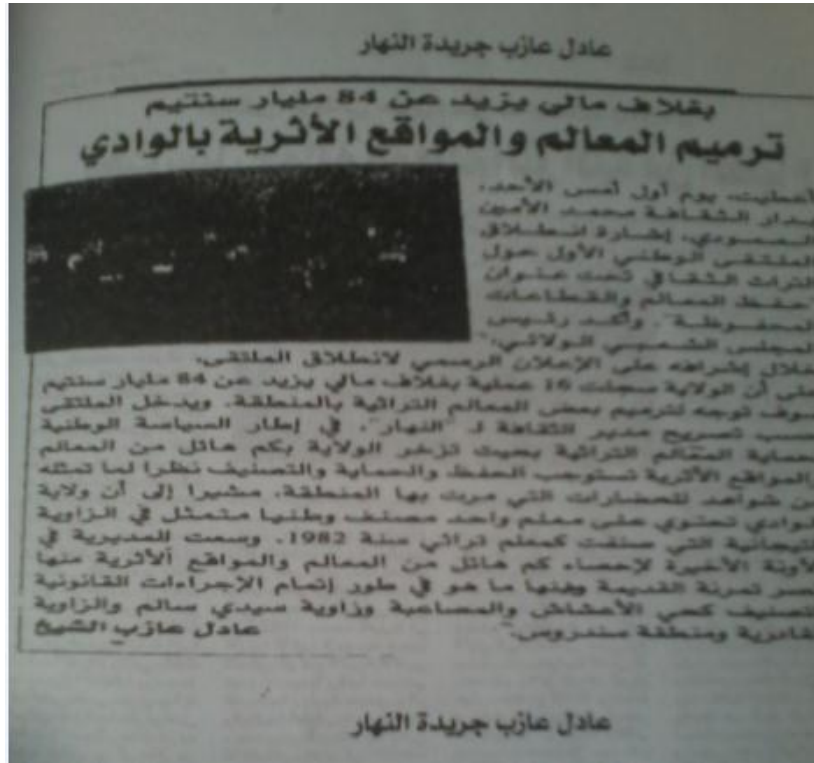 عادل عازب جريدة النهار
بغلاف مالي يزيد عن 84 مليار سنتيم
ترميم المعالم والمواقع الأثرية بالوادي
أعطيت، يوم أول أمس الأحد،
بدار الثقافة محمد الأمين
العمودي، إشارة انطلاق
الملتقى الوطني الأول حول
التراث الثقافي تحت عنوان
"حفظ المعالم والقطاعات
المحفوظة". وأكد رئيس
المجلس الشعبي الولائي،
خلال إشرافه على الإعلان الرسمي لانطلاق الملتقى،
على أن الولاية سجلت 16 عملية بغلاف مالي يزيد عن 84 مليار سنتيم
سوف توجه لترميم بعض المعالم التراثية بالمنطقة. ويدخل الملتقى
حسب تصريح مدير الثقافة لـ "النهار"، في إطار السياسة الوطنية
لحماية المعالم التراثية بحيث تزخر الولاية بكم هائل من المعالم
والمواقع الأثرية تستوجب الحفظ والحماية والتصنيف نظرا لما تمثله
من شواهد للحضارات التي مرت بها المنطقة، مشيرا إلى أن ولاية
الوادي تحتوي على معلم واحد مصنف وطنيا متمثل في الزاوية
التيجانية التي صنفت كمعلم تراثي سنة 1982. وسعت المديرية في
الآونة الأخيرة لإحصاء كم هائل من المعالم والمواقع الأثرية منها
قصر تمرنة القديمة ومنها ما هو في طور إتمام الإجراءات القانونية
للتصنيف كحي الأعشاش والمصاعبة وزاوية سيدي سالم والزاوية
القادرية ومنطقة سندروس."
عادل عازب الشيخ
عادل عازب جريدة النهار